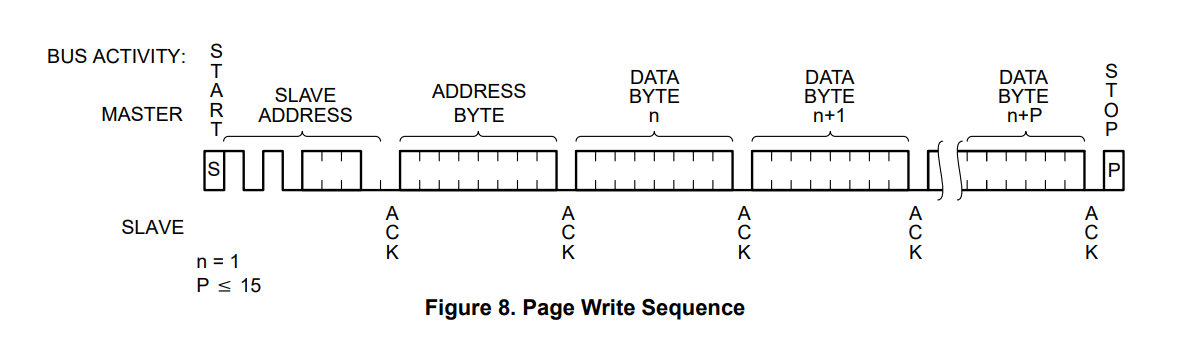 BUS ACTIVITY:
MASTER
START
SLAVE
ADDRESS
ADDRESS
BYTE
DATA
BYTE
n
DATA
BYTE
n+1
DATA
BYTE
n+P
STOP
S
P
SLAVE
ACK
ACK
ACK
ACK
ACK
n = 1
P ≤ 15
Figure 8. Page Write Sequence